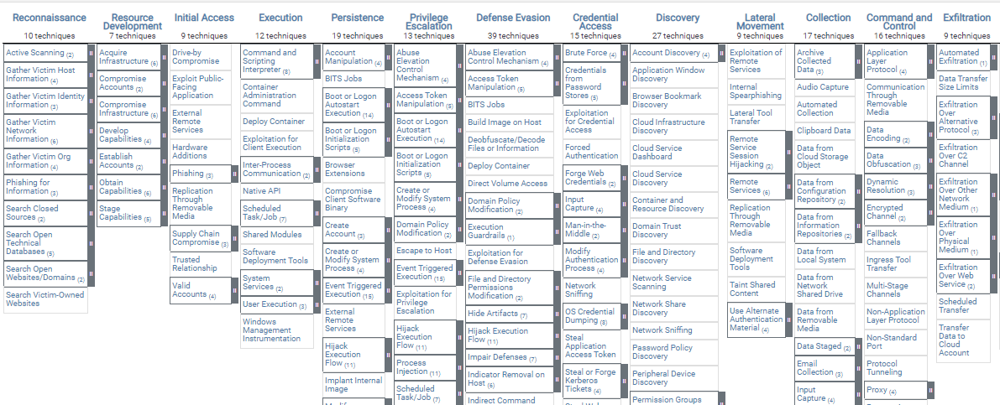 Reconnaissance
10 techniques
Active Scanning (2)
Gather Victim Host
Information (4)
Gather Victim Identity
Information (3)
Gather Victim
Network
Information (6)
Gather Victim Org
Information (4)
Phishing for
Information (3)
Search Closed
Sources (2)
Search Open
Technical
Databases (5)
Search Open
Websites/Domains (2)
Search Victim-Owned
Websites
Resource
Development
7 techniques
Acquire
Infrastructure (6)
Compromise
Accounts (2)
Compromise
Infrastructure (6)
Develop
Capabilities (4)
Establish
Accounts (2)
Obtain
Capabilities (6)
Stage
Capabilities (5)
Initial Access
9 techniques
Drive-by
Compromise
Exploit Public-
Facing
Application
External
Remote
Services
Hardware
Additions
Phishing (3)
Replication
Through
Removable
Media
Supply Chain
Compromise (3)
Trusted
Relationship
Valid
Accounts (4)
Execution
12 techniques
Command and
Scripting
Interpreter (8)
Container
Administration
Command
Deploy Container
Exploitation for
Client Execution
Inter-Process
Communication (2)
Native API
Scheduled
Task/Job (7)
Shared Modules
Software
Deployment Tools
System
Services (2)
User Execution (3)
Windows
Management
Instrumentation
Persistence
19 techniques
Account
Manipulation (4)
BITS Jobs
Boot or Logon
Autostart
Execution (14)
Boot or Logon
Initialization
Scripts (5)
Browser
Extensions
Compromise
Client Software
Binary
Create
Account (3)
Create or
Modify System
Process (4)
Event Triggered
Execution (15)
External
Remote
Services
Hijack
Execution
Flow (11)
Implant Internal
Image
Privilege
Escalation
13 techniques
Abuse
Elevation
Control
Mechanism (4)
Access Token
Manipulation (5)
Boot or Logon
Autostart
Execution (14)
Boot or Logon
Initialization
Scripts (5)
Create or
Modify System
Process (4)
Domain Policy
Modification (2)
Escape to Host
Event Triggered
Execution (15)
Exploitation for
Privilege
Escalation
Hijack
Execution
Flow (11)
Process
Injection (11)
Scheduled
Task/Job (7)
Defense Evasion
39 techniques
Abuse Elevation
Control Mechanism (4)
Access Token
Manipulation (5)
BITS Jobs
Build Image on Host
Deobfuscate/Decode
Files or Information
Deploy Container
Direct Volume Access
Domain Policy
Modification (2)
Execution
Guardrails (1)
Exploitation for
Defense Evasion
File and Directory
Permissions
Modification (2)
Hide Artifacts (7)
Hijack Execution
Flow (11)
Impair Defenses (7)
Indicator Removal on
Host (6)
Indirect Command
Credential
Access
15 techniques
Brute Force (4)
Credentials
from
Password
Stores (5)
Exploitation
for Credential
Access
Forced
Authentication
Forge Web
Credentials (2)
Input
Capture (4)
Man-in-the-
Middle (2)
Modify
Authentication
Process (4)
Network
Sniffing
OS Credential
Dumping (8)
Steal
Application
Access Token
Steal or Forge
Kerberos
Tickets (4)
Discovery
27 techniques
Account Discovery (4)
Application Window
Discovery
Browser Bookmark
Discovery
Cloud Infrastructure
Discovery
Cloud Service
Dashboard
Cloud Service
Discovery
Container and
Resource Discovery
Domain Trust
Discovery
File and Directory
Discovery
Network Service
Scanning
Network Share
Discovery
Network Sniffing
Password Policy
Discovery
Peripheral Device
Discovery
Permission Groups
Lateral
Movement
9 techniques
Exploitation of
Remote
Services
Internal
Spearphishing
Lateral Tool
Transfer
Remote
Service
Session
Hijacking (2)
Remote
Services (6)
Replication
Through
Removable
Media
Software
Deployment
Tools
Taint Shared
Content
Use Alternate
Authentication
Material (4)
Collection
17 techniques
Archive
Collected
Data (3)
Audio Capture
Automated
Collection
Clipboard Data
Data from
Cloud Storage
Object
Data from
Configuration
Repository (2)
Data from
Information
Repositories (2)
Data from
Local System
Data from
Network
Shared Drive
Data from
Removable
Media
Data Staged (2)
Email
Collection (3)
Input
Capture (4)
Command and
Control
16 techniques
Application
Layer
Protocol (4)
Communication
Through
Removable
Media
Data
Encoding (2)
Data
Obfuscation (3)
Dynamic
Resolution (3)
Encrypted
Channel (2)
Fallback
Channels
Ingress Tool
Transfer
Multi-Stage
Channels
Non-Application
Layer Protocol
Non-Standard
Port
Protocol
Tunneling
Proxy (4)
Exfiltration
9 techniques
Automated
Exfiltration (1)
Data Transfer
Size Limits
Exfiltration
Over
Alternative
Protocol (3)
Exfiltration
Over C2
Channel
Exfiltration
Over Other
Network
Medium (1)
Exfiltration
Over
Physical
Medium (1)
Exfiltration
Over Web
Service (2)
Scheduled
Transfer
Transfer
Data to
Cloud
Account